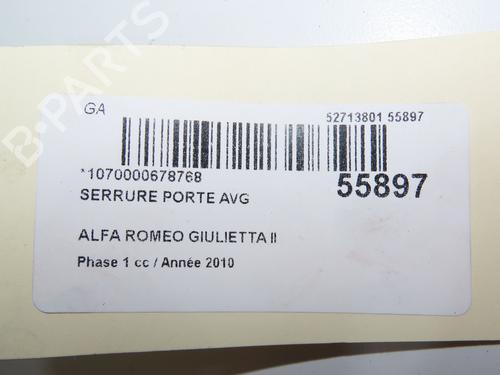 GA
52713801 55897
*1070000678768
55897
SERRURE PORTE AVG
ALFA ROMEO GIULIETTA II
Phase 1 cc / Année 2010
B-PARTS